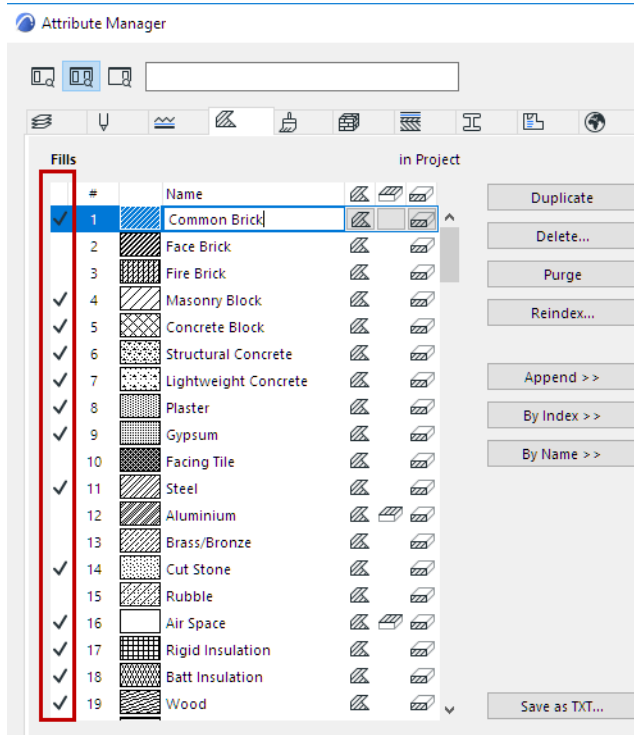 Attribute Manager
Fills
in Project
# Name
1 Common Brick
2 Face Brick
3 Fire Brick
4 Masonry Block
5 Concrete Block
6 Structural Concrete
7 Lightweight Concrete
8 Plaster
9 Gypsum
10 Facing Tile
11 Steel
12 Aluminium
13 Brass/Bronze
14 Cut Stone
15 Rubble
16 Air Space
17 Rigid Insulation
18 Batt Insulation
19 Wood
Duplicate
Delete...
Purge
Reindex...
Append >>
By Index >>
By Name >>
Save as TXT...